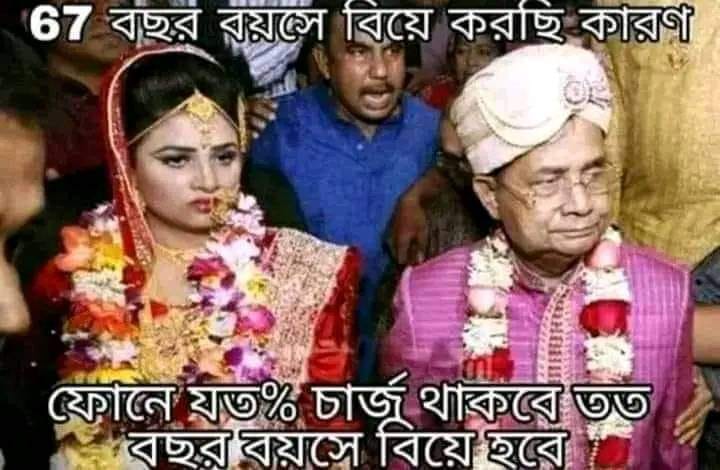 67 বছর বয়সে বিয়ে করছি কারণ
ফোনে যত% চার্জ থাকবে তত
বছর বয়সে বিয়ে হবে